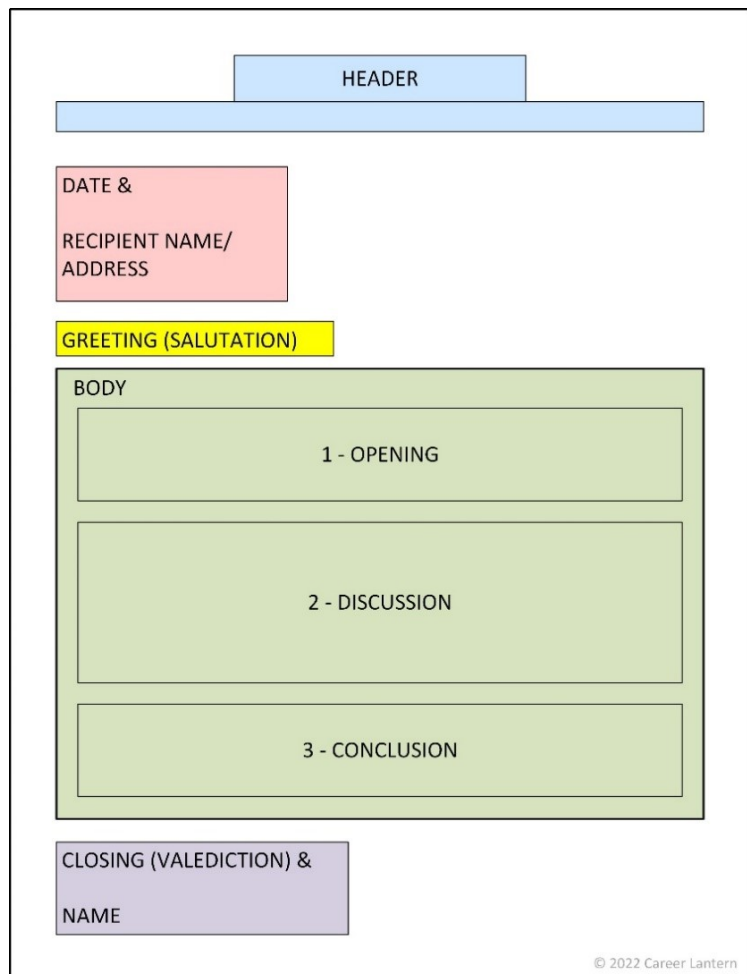 HEADER
DATE &
RECIPIENT NAME/
ADDRESS
GREETING (SALUTATION)
BODY
1 - OPENING
2 - DISCUSSION
3 - CONCLUSION
CLOSING (VALEDICTION) &
NAME
© 2022 Career Lantern